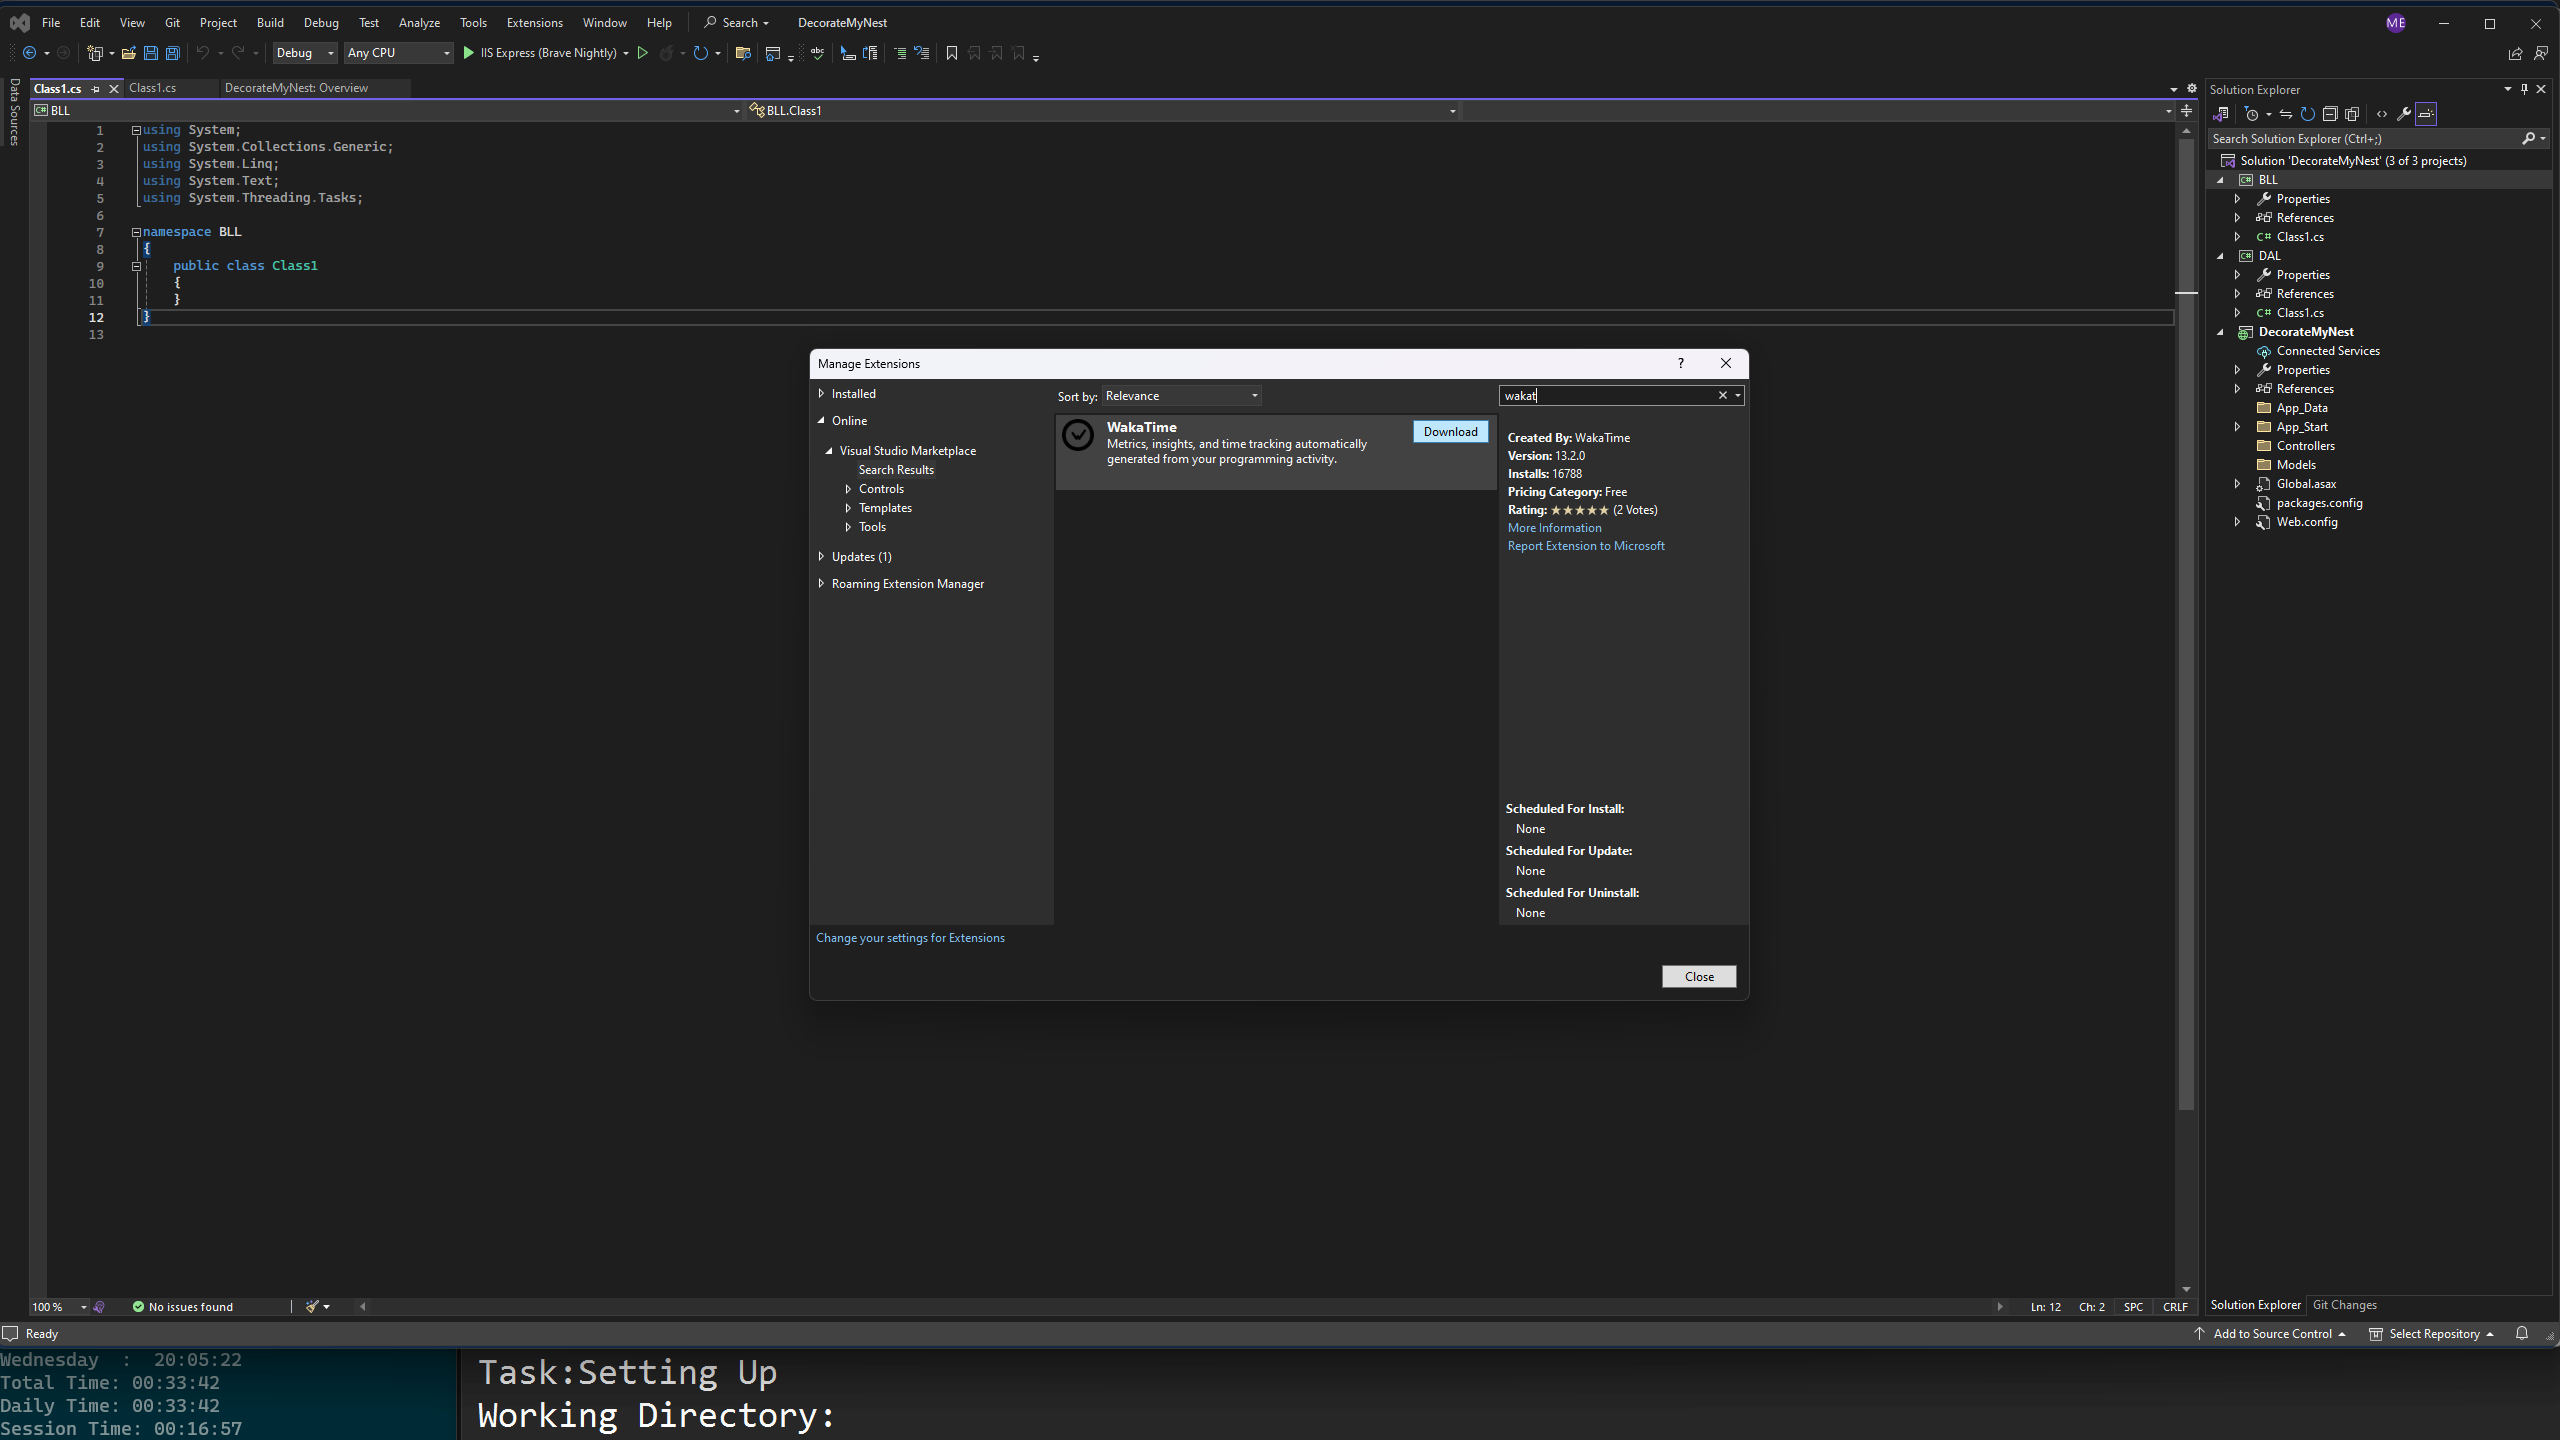 File Edit View Git Project Build Debug Test Analyze Tools Extensions Window Help Search DecorateMyNest ME
Debug Any CPU IIS Express (Brave Nightly)
Data Sources
Class1.cs Class1.cs DecorateMyNest: Overview
BLL BLL.Class1
1 using System;
2 using System.Collections.Generic;
3 using System.Linq;
4 using System.Text;
5 using System.Threading.Tasks;
6
7 namespace BLL
8 {
9 public class Class1
10 {
11 }
12 }
13
Manage Extensions ?
Installed
Online
Visual Studio Marketplace
Search Results
Controls
Templates
Tools
Updates (1)
Roaming Extension Manager
Sort by: Relevance
wakat
WakaTime
Metrics, insights, and time tracking automatically
generated from your programming activity.
Download
Created By: WakaTime
Version: 13.2.0
Installs: 16788
Pricing Category: Free
Rating: ★★★★★ (2 Votes)
More Information
Report Extension to Microsoft
Scheduled For Install:
None
Scheduled For Update:
None
Scheduled For Uninstall:
None
Change your settings for Extensions
Close
Solution Explorer
Search Solution Explorer (Ctrl+;)
Solution 'DecorateMyNest' (3 of 3 projects)
C# BLL
Properties
References
C# Class1.cs
C# DAL
Properties
References
C# Class1.cs
DecorateMyNest
Connected Services
Properties
References
App_Data
App_Start
Controllers
Models
Global.asax
packages.config
Web.config
100 % No issues found Ln: 12 Ch: 2 SPC CRLF
Solution Explorer Git Changes
Ready Add to Source Control Select Repository
Wednesday : 20:05:22
Total Time: 00:33:42
Daily Time: 00:33:42
Session Time: 00:16:57
Task:Setting Up
Working Directory: